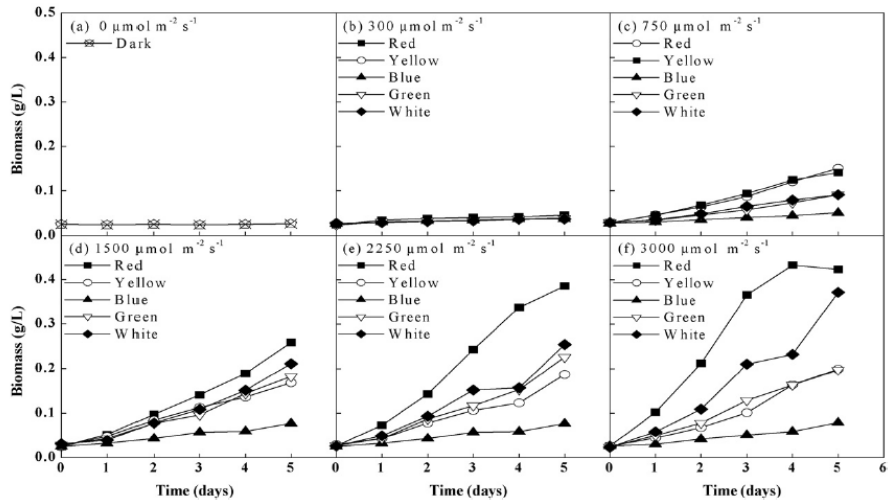 (a) 0 μmol m⁻² s⁻¹
Dark
(b) 300 μmol m⁻² s⁻¹
Red
Yellow
Blue
Green
White
(c) 750 μmol m⁻² s⁻¹
Red
Yellow
Blue
Green
White
Biomass (g/L)
0.5
0.4
0.3
0.2
0.1
0.0
(d) 1500 μmol m⁻² s⁻¹
Red
Yellow
Blue
Green
White
(e) 2250 μmol m⁻² s⁻¹
Red
Yellow
Blue
Green
White
(f) 3000 μmol m⁻² s⁻¹
Red
Yellow
Blue
Green
White
Biomass (g/L)
0.4
0.3
0.2
0.1
0.0
0 1 2 3 4 5
0 1 2 3 4 5
0 1 2 3 4 5 6
Time (days)
Time (days)
Time (days)